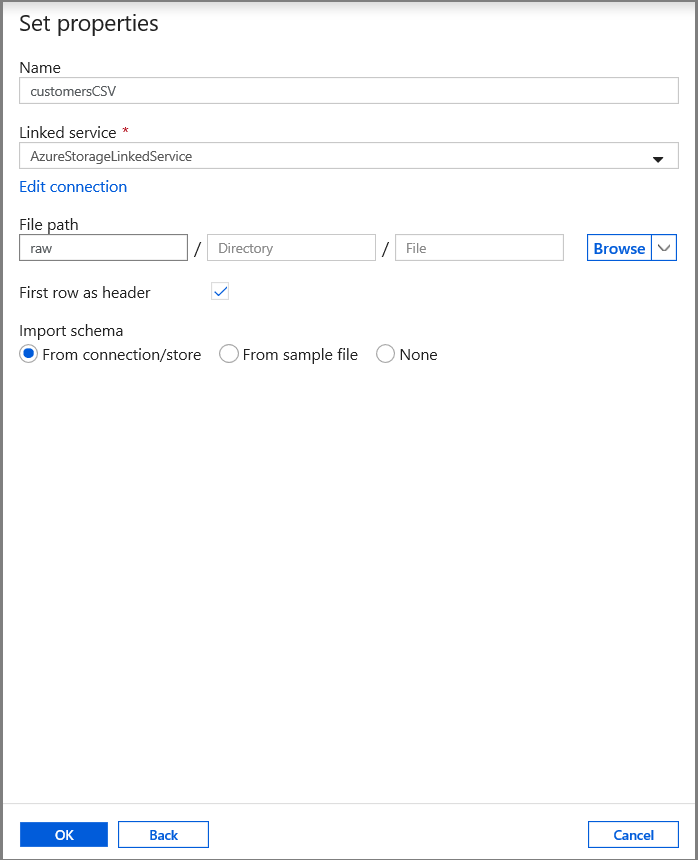 Set properties
Name
customersCSV
Linked service *
AzureStorageLinkedService
Edit connection
File path
raw / Directory / File Browse
First row as header
Import schema
From connection/store From sample file None
OK Back Cancel